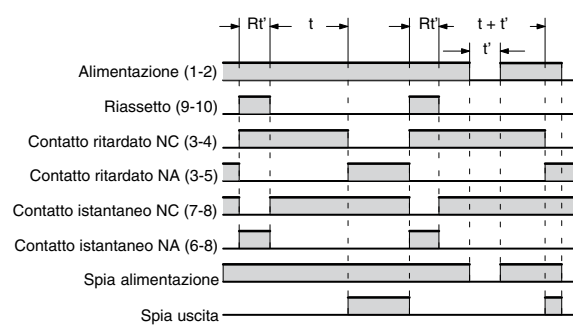 Rt' t Rt' t + t'
t'
Alimentazione (1-2)
Riassetto (9-10)
Contatto ritardato NC (3-4)
Contatto ritardato NA (3-5)
Contatto istantaneo NC (7-8)
Contatto istantaneo NA (6-8)
Spia alimentazione
Spia uscita